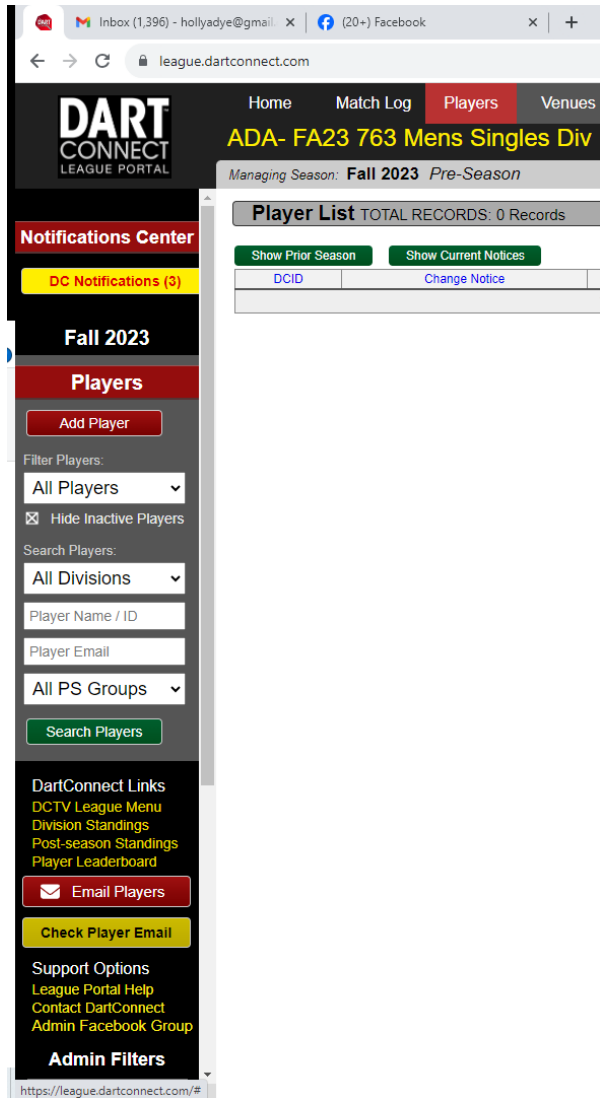 Inbox (1,396) - hollyadye@gmail.
(20+) Facebook
league.dartconnect.com
DART
CONNECT
LEAGUE PORTAL
Home Match Log Players Venues
ADA- FA23 763 Mens Singles Div
Managing Season: Fall 2023 Pre-Season
Player List TOTAL RECORDS: 0 Records
Show Prior Season Show Current Notices
DCID Change Notice
Notifications Center
DC Notifications (3)
Fall 2023
Players
Add Player
Filter Players:
All Players
Hide Inactive Players
Search Players:
All Divisions
Player Name / ID
Player Email
All PS Groups
Search Players
DartConnect Links
DCTV League Menu
Division Standings
Post-season Standings
Player Leaderboard
Email Players
Check Player Email
Support Options
League Portal Help
Contact DartConnect
Admin Facebook Group
Admin Filters
https://league.dartconnect.com/#